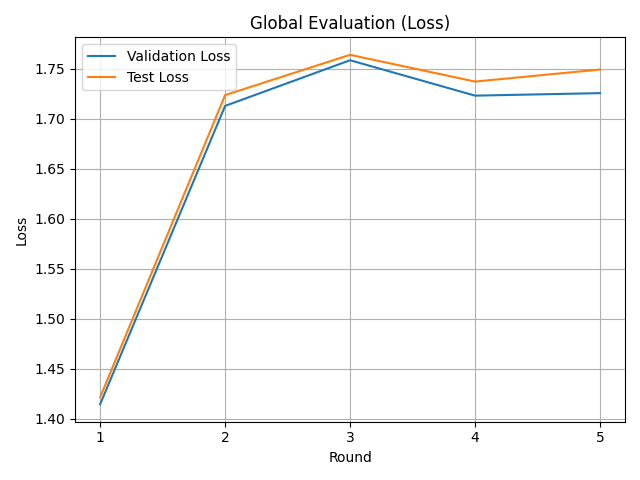 Global Evaluation (Loss)
Validation Loss
Test Loss
1.75
1.70
1.65
1.60
1.55
1.50
1.45
1.40
Loss
1 2 3 4 5
Round